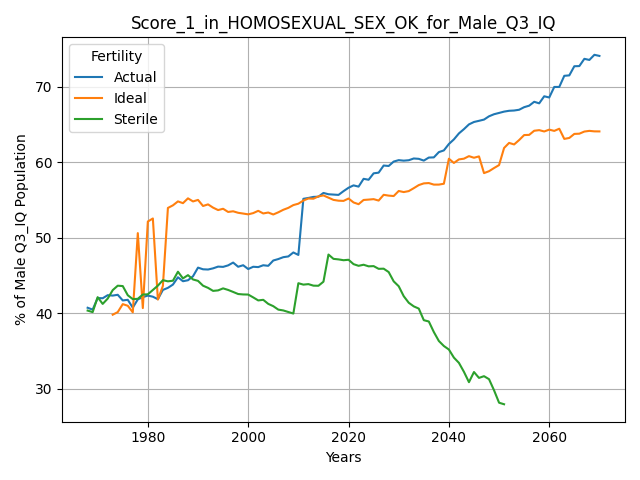 Score_1_in_HOMOSEXUAL_SEX_OK_for_Male_Q3_IQ
Fertility
Actual
Ideal
Sterile
% of Male Q3_IQ Population
70
60
50
40
30
1980
2000
2020
2040
2060
Years